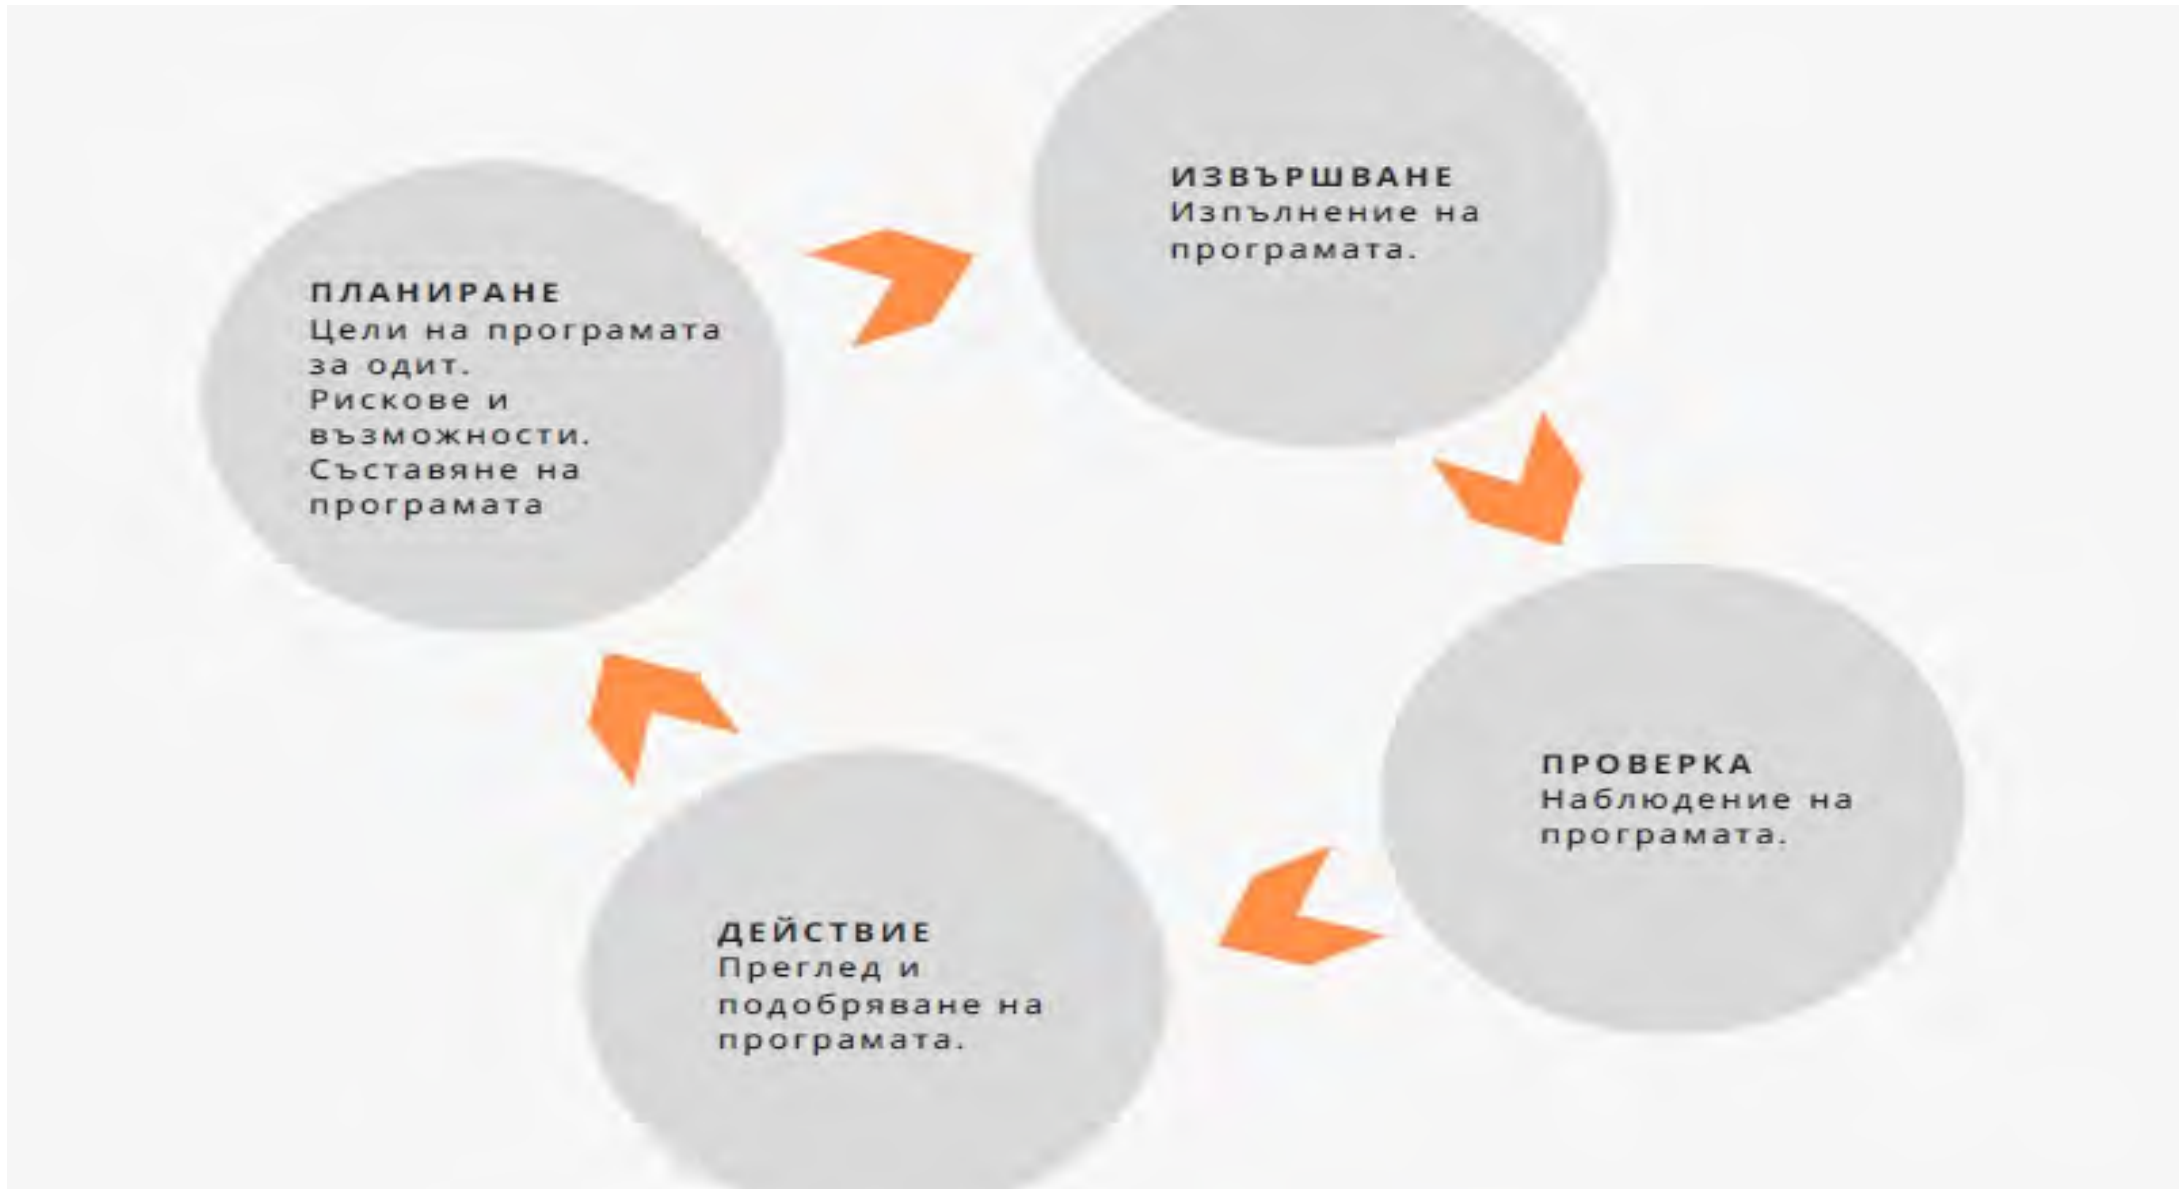 ПЛАНИРАНЕ
Цели на програмата
за одит.
Рискове и
възможности.
Съставяне на
програмата
ИЗВЪРШВАНЕ
Изпълнение на
програмата.
ПРОВЕРКА
Наблюдение на
програмата.
ДЕЙСТВИЕ
Преглед и
подобряване на
програмата.